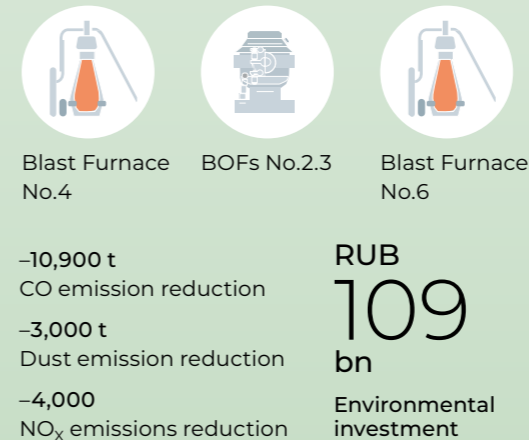 Blast Furnace
No.4
BOFs No.2.3
Blast Furnace
No.6
–10,900 t
CO emission reduction
–3,000 t
Dust emission reduction
–4,000
NOX emissions reduction
RUB
109
bn
Environmental
investment